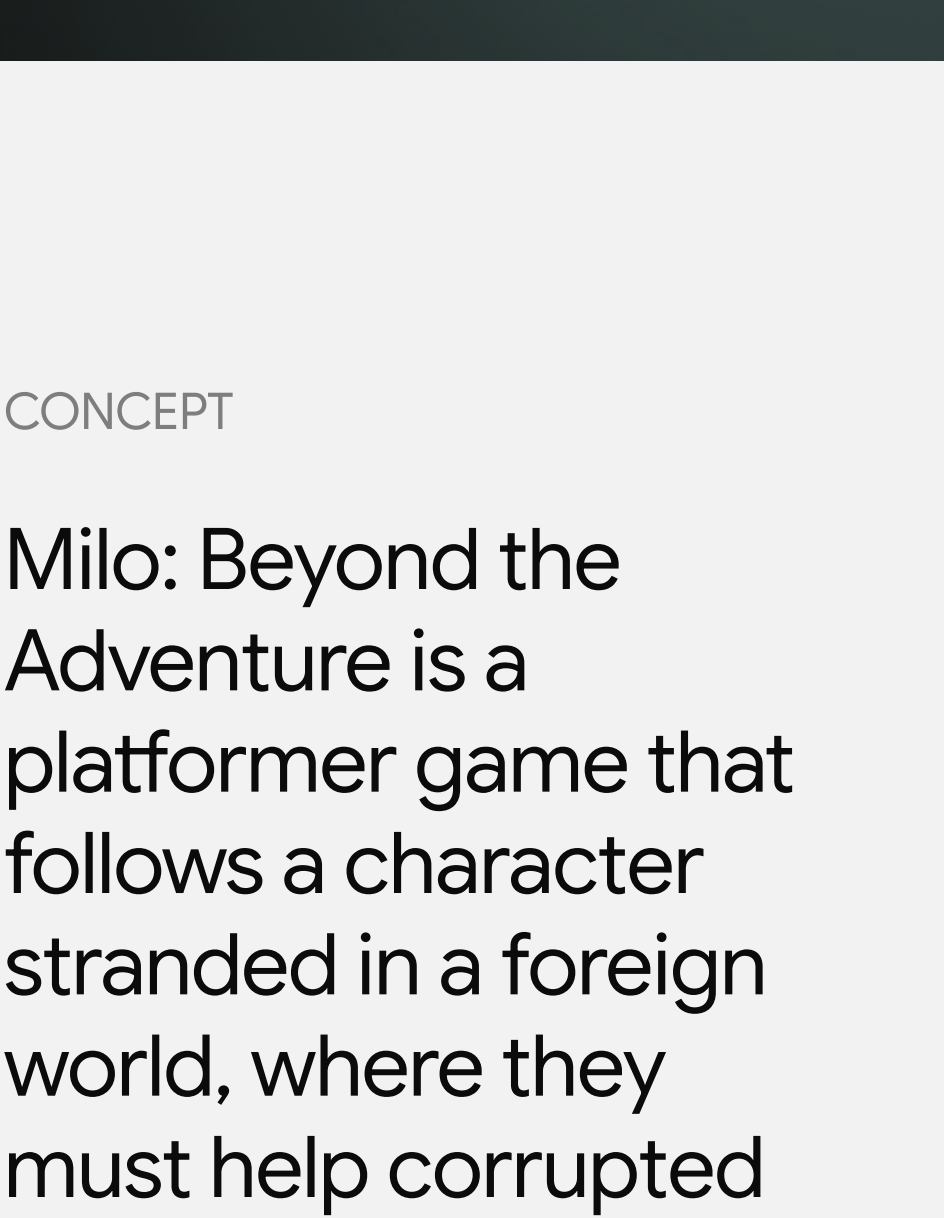 CONCEPT
Milo: Beyond the
Adventure is a
platformer game that
follows a character
stranded in a foreign
world, where they
must help corrupted